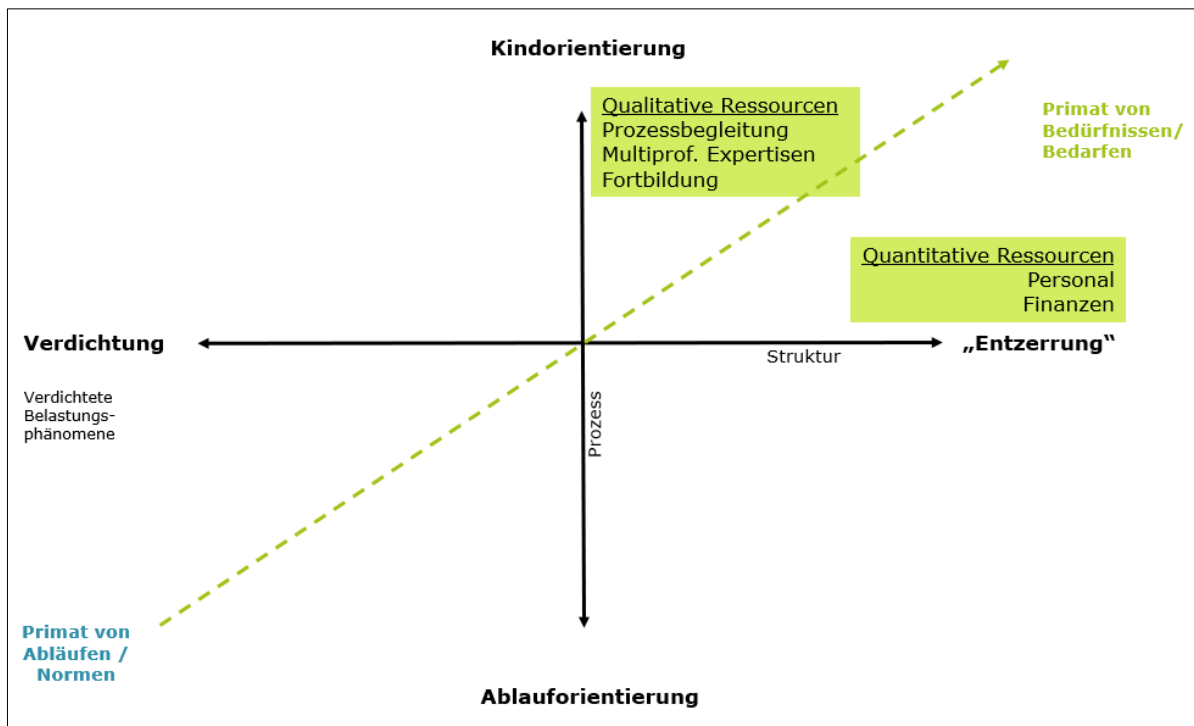 Kindorientierung
Qualitative Ressourcen
Prozessbegleitung
Multiprof. Expertisen
Fortbildung
Primat von
Bedürfnissen/
Bedarfen
Quantitative Ressourcen
Personal
Finanzen
Verdichtung
Struktur
„Entzerrung“
Verdichtete
Belastungs-
phänomene
Prozess
Primat von
Abläufen /
Normen
Ablauforientierung